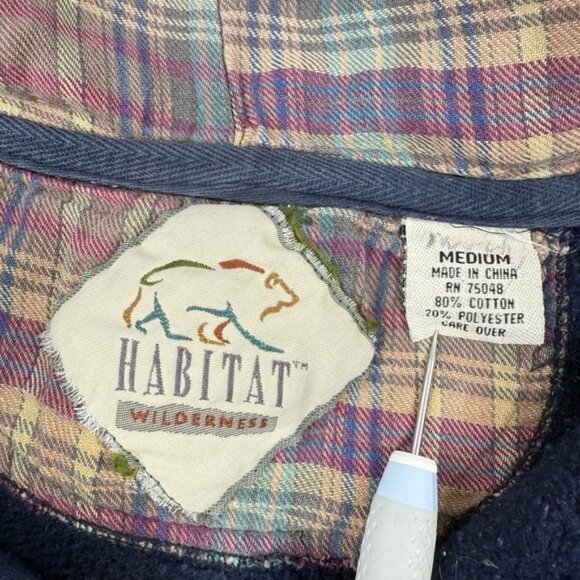 HABITAT™
WILDERNESS
MEDIUM
MADE IN CHINA
RN 75048
80% COTTON
20% POLYESTER
CARE OVER